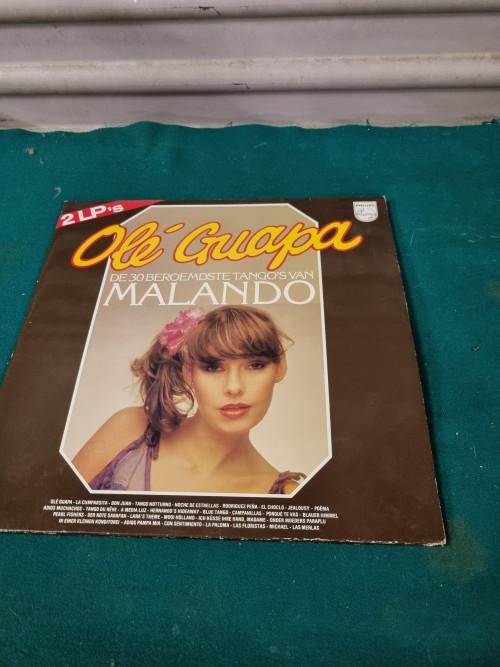 2 LP's
PHILIPS
Olé Guapa
DE 30 BEROEMDSTE TANGO'S VAN
MALANDO
OLÉ GUAPA - LA CUMPARSITA - DON JUAN - TANGO NOTTURNO - NOCHE DE ESTRELLAS - RODRIGUEZ PEÑA - EL CHOCLO - JEALOUSY - POËMA
ADIOS MUCHACHOS - TANGO DU RÊVE - A MEDIA LUZ - HERNANDO'S HIDEAWAY - BLUE TANGO - CAMPANILLAS - PORQUÉ TE VAS - BLAUER HIMMEL
PEARL FISHERS - DER ROTE SARAFAN - LARA'S THEME - MOOI HOLLAND - ICH KÜSSE IHRE HAND, MADAME - ONDER MOEDERS PARAPLU
IN EINER KLEINEN KONDITOREI - ADIOS PAMPA MIA - CON SENTIMIENTO - LA PALOMA - LAS FLORISTAS - MICHAEL - LAS MERLAS